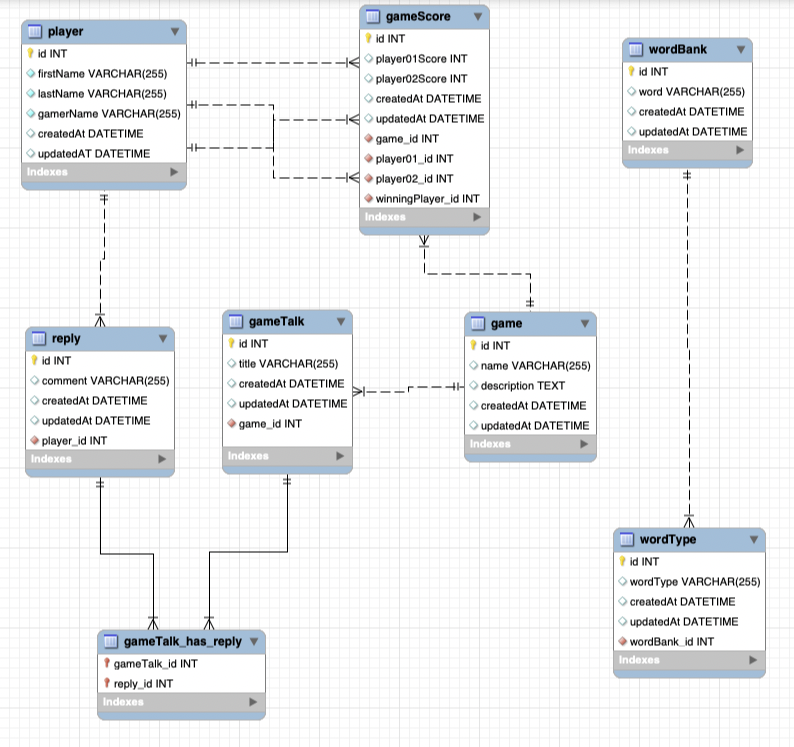 player
id INT
firstName VARCHAR(255)
lastName VARCHAR(255)
gamerName VARCHAR(255)
createdAt DATETIME
updatedAT DATETIME
Indexes
gameScore
id INT
player01Score INT
player02Score INT
createdAt DATETIME
updatedAt DATETIME
game_id INT
player01_id INT
player02_id INT
winningPlayer_id INT
Indexes
wordBank
id INT
word VARCHAR(255)
createdAt DATETIME
updatedAt DATETIME
Indexes
reply
id INT
comment VARCHAR(255)
createdAt DATETIME
updatedAt DATETIME
player_id INT
Indexes
gameTalk
id INT
title VARCHAR(255)
createdAt DATETIME
updatedAt DATETIME
game_id INT
Indexes
game
id INT
name VARCHAR(255)
description TEXT
createdAt DATETIME
updatedAt DATETIME
Indexes
wordType
id INT
wordType VARCHAR(255)
createdAt DATETIME
updatedAt DATETIME
wordBank_id INT
Indexes
gameTalk_has_reply
gameTalk_id INT
reply_id INT
Indexes